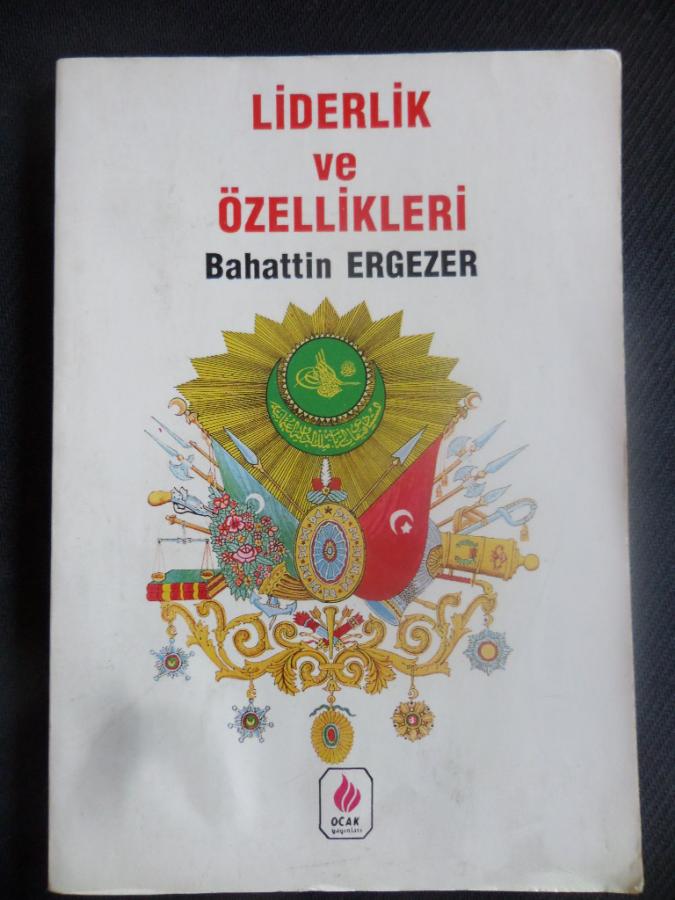 LİDERLİK
ve
ÖZELLİKLERİ
Bahattin ERGEZER
OCAK
yayınları